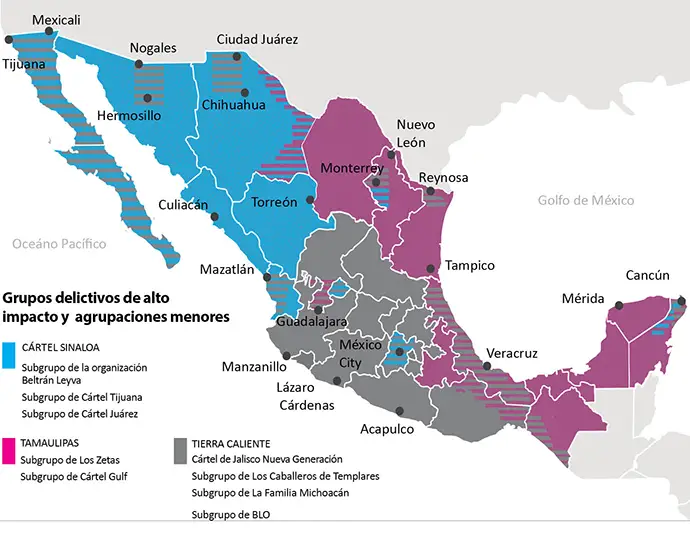 Mexicali
Ciudad Juárez
Nogales
Tijuana
Chihuahua
Hermosillo
Nuevo
León
Monterrey
Reynosa
Culiacán
Torreón
Golfo de México
Océano Pacífico
Mazatlán
Tampico
Cancún
Mérida
Grupos delictivos de alto
impacto y agrupaciones menores
Guadalajara
México
City
Veracruz
Manzanillo
Lázaro
Cárdenas
Acapulco
CÁRTEL SINALOA
Subgrupo de la organización
Beltrán Leyva
Subgrupo de Cártel Tijuana
Subgrupo de Cártel Juárez
TAMAULIPAS
Subgrupo de Los Zetas
Subgrupo de Cártel Gulf
TIERRA CALIENTE
Cártel de Jalisco Nueva Generación
Subgrupo de Los Caballeros de Templares
Subgrupo de La Familia Michoacán
Subgrupo de BLO